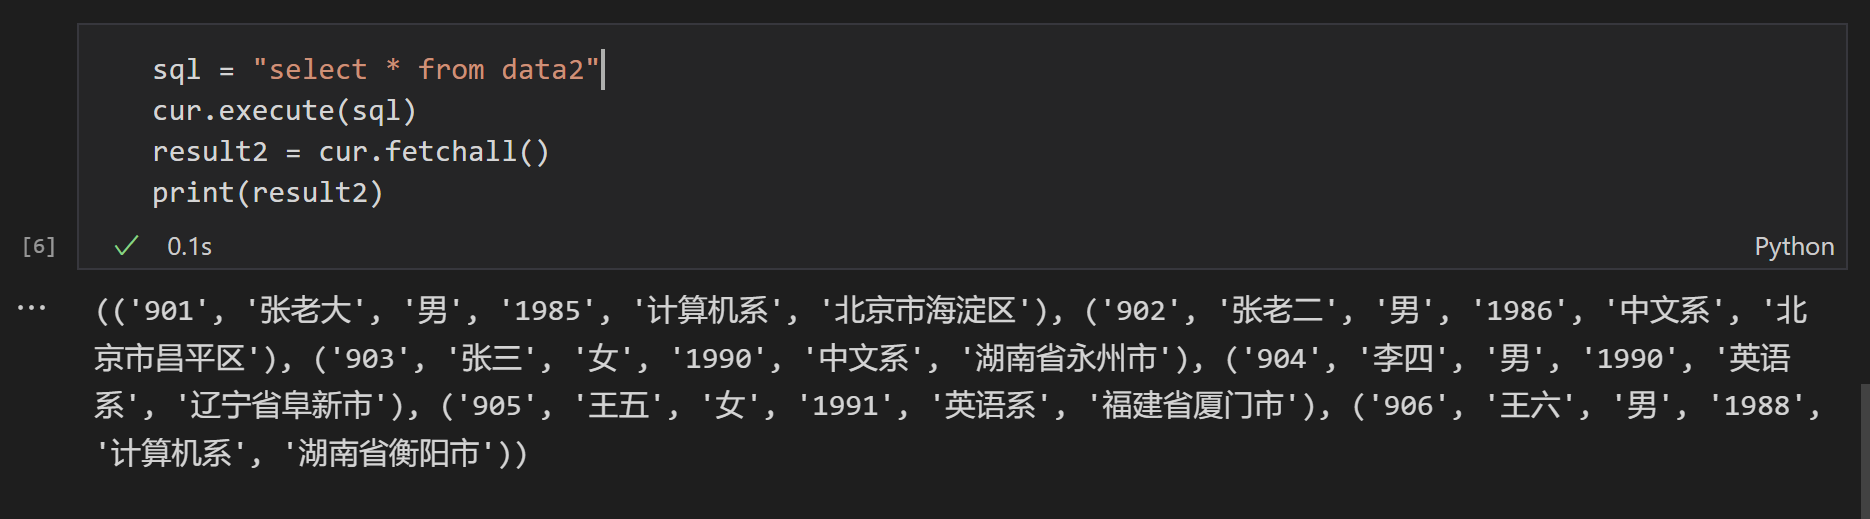 sql = "select * from data2"
cur.execute(sql)
result2 = cur.fetchall()
print(result2)
[6] ✓ 0.1s Python
··· (('901', '张老大', '男', '1985', '计算机系', '北京市海淀区'), ('902', '张老二', '男', '1986', '中文系', '北
京市昌平区'), ('903', '张三', '女', '1990', '中文系', '湖南省永州市'), ('904', '李四', '男', '1990', '英语
系', '辽宁省阜新市'), ('905', '王五', '女', '1991', '英语系', '福建省厦门市'), ('906', '王六', '男', '1988',
'计算机系', '湖南省衡阳市'))